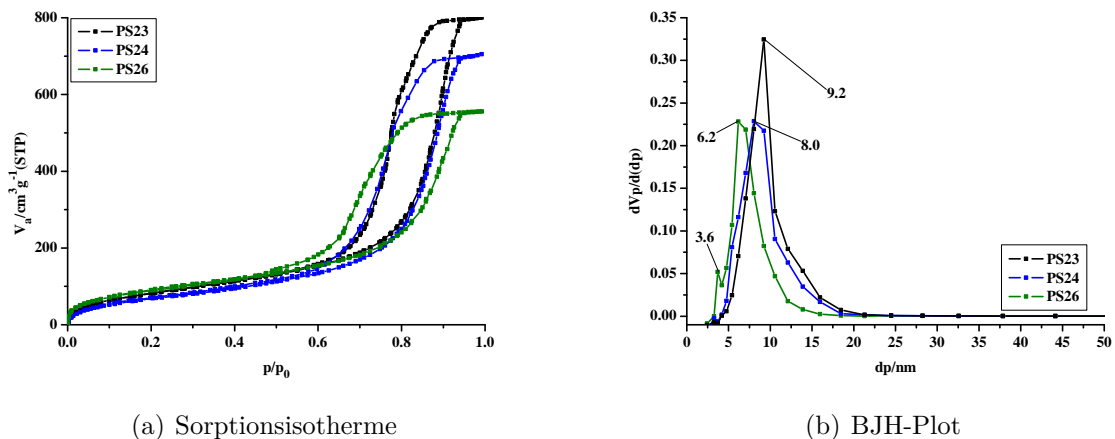 800
600
400
200
0
V_a/cm³g⁻¹(STP)
PS23
PS24
PS26
0.0 0.2 0.4 0.6 0.8 1.0
p/p₀
(a) Sorptionsisotherme
0.35
0.30
0.25
0.20
0.15
0.10
0.05
0.00
dVp/d(dp)
9.2
6.2
8.0
3.6
PS23
PS24
PS26
0 5 10 15 20 25 30 35 40 45 50
dp/nm
(b) BJH-Plot